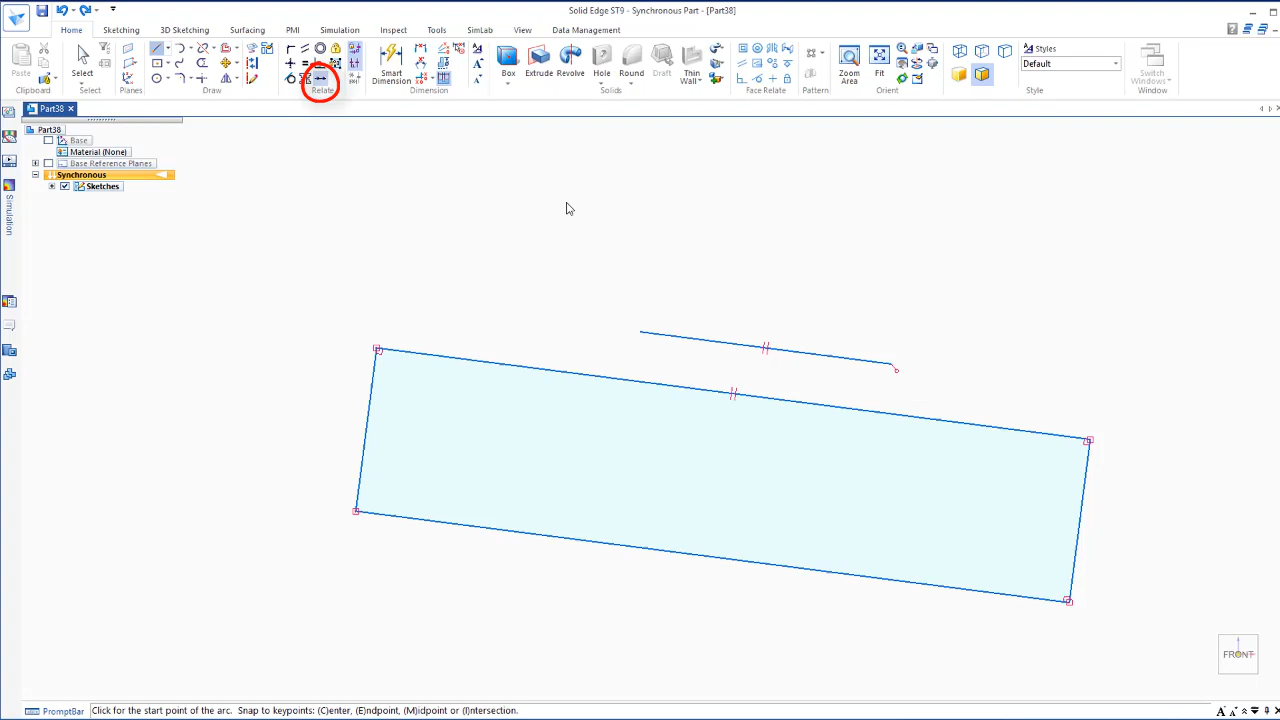 Solid Edge ST9 - Synchronous Part - [Part38]
Home Sketching 3D Sketching Surfacing PMI Simulation Inspect Tools SimLab View Data Management
Paste Select Smart Dimension Box Extrude Revolve Hole Round Draft Thin Wall Zoom Area Fit Styles Default Switch Windows
Clipboard Select Planes Draw Relate Dimension Solids Face Relate Pattern Orient Style Window
Part38
Part38
Base
Material (None)
Base Reference Planes
Synchronous
Sketches
Simulation
FRONT
PromptBar Click for the start point of the arc. Snap to keypoints: (C)enter, (E)ndpoint, (M)idpoint or (I)ntersection.